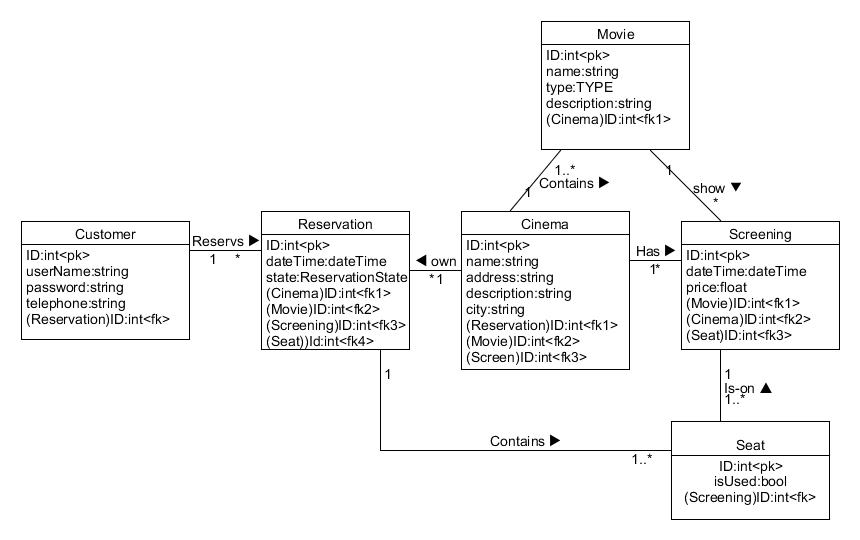 Movie
ID:int<pk>
name:string
type:TYPE
description:string
(Cinema)ID:int<fk1>
1..*
1
Contains ▶
1
show ▼
*
Customer
ID:int<pk>
userName:string
password:string
telephone:string
(Reservation)ID:int<fk>
Reservs ▶
1 *
Reservation
ID:int<pk>
dateTime:dateTime
state:ReservationState
(Cinema)ID:int<fk1>
(Movie)ID:int<fk2>
(Screening)ID:int<fk3>
(Seat))Id:int<fk4>
◀ own
*1
Cinema
ID:int<pk>
name:string
address:string
description:string
city:string
(Reservation)ID:int<fk1>
(Movie)ID:int<fk2>
(Screen)ID:int<fk3>
Has ▶
1*
Screening
ID:int<pk>
dateTime:dateTime
price:float
(Movie)ID:int<fk1>
(Cinema)ID:int<fk2>
(Seat)ID:int<fk3>
1
Is-on ▲
1..*
1
Contains ▶
1..*
Seat
ID:int<pk>
isUsed:bool
(Screening)ID:int<fk>